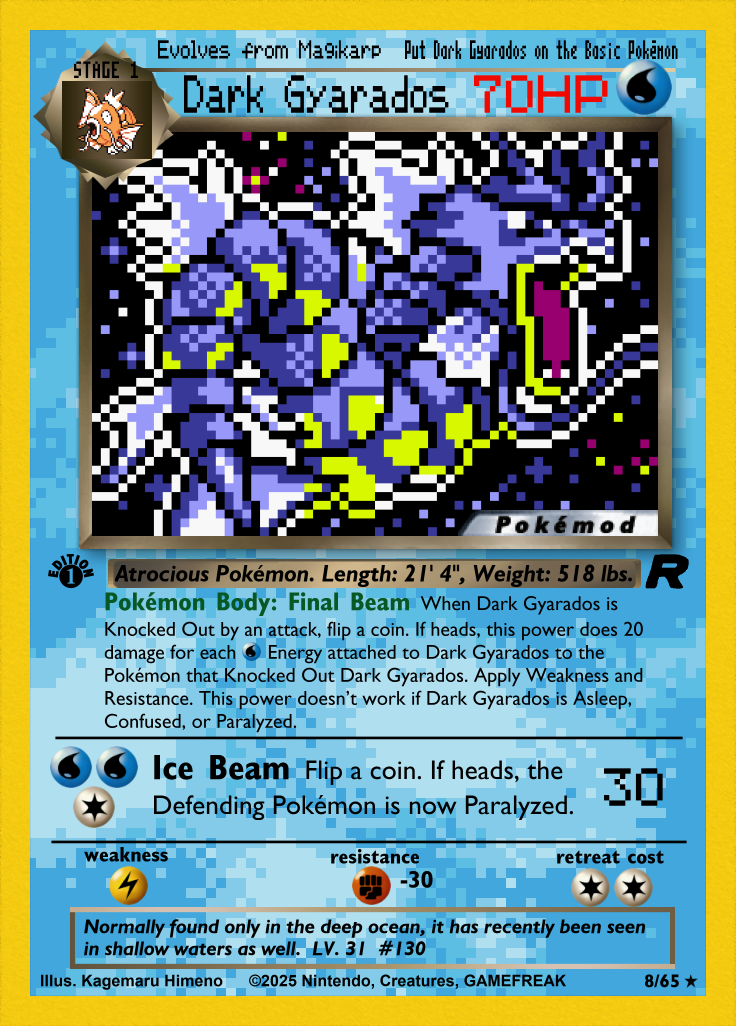 Evolves from Magikarp Put Dark Gyarados on the Basic Pokémon
STAGE 1
Dark Gyarados 70HP
Pokémod
EDITION
1
Atrocious Pokémon. Length: 21' 4", Weight: 518 lbs. R
Pokémon Body: Final Beam When Dark Gyarados is
Knocked Out by an attack, flip a coin. If heads, this power does 20
damage for each Energy attached to Dark Gyarados to the
Pokémon that Knocked Out Dark Gyarados. Apply Weakness and
Resistance. This power doesn't work if Dark Gyarados is Asleep,
Confused, or Paralyzed.
Ice Beam Flip a coin. If heads, the
Defending Pokémon is now Paralyzed.
30
weakness resistance retreat cost
-30
Normally found only in the deep ocean, it has recently been seen
in shallow waters as well. LV. 31 #130
Illus. Kagemaru Himeno ©2025 Nintendo, Creatures, GAMEFREAK 8/65 ★